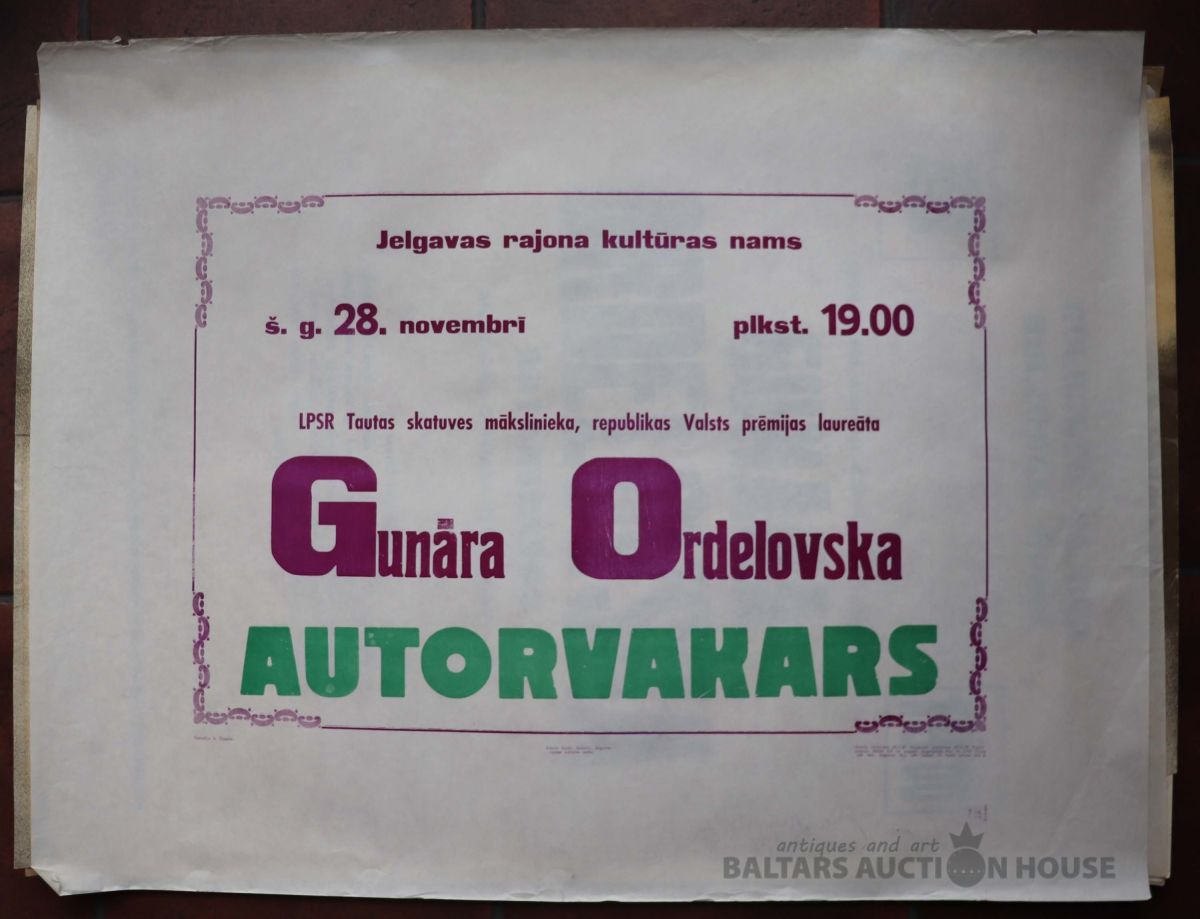 Jelgavas rajona kultūras nams
š. g. 28. novembrī plkst. 19.00
LPSR Tautas skatuves mākslinieka, republikas Valsts prēmijas laureāta
Gunāra Ordelovska
AUTORVAKARS
antiques and art
BALTARS AUCTION HOUSE